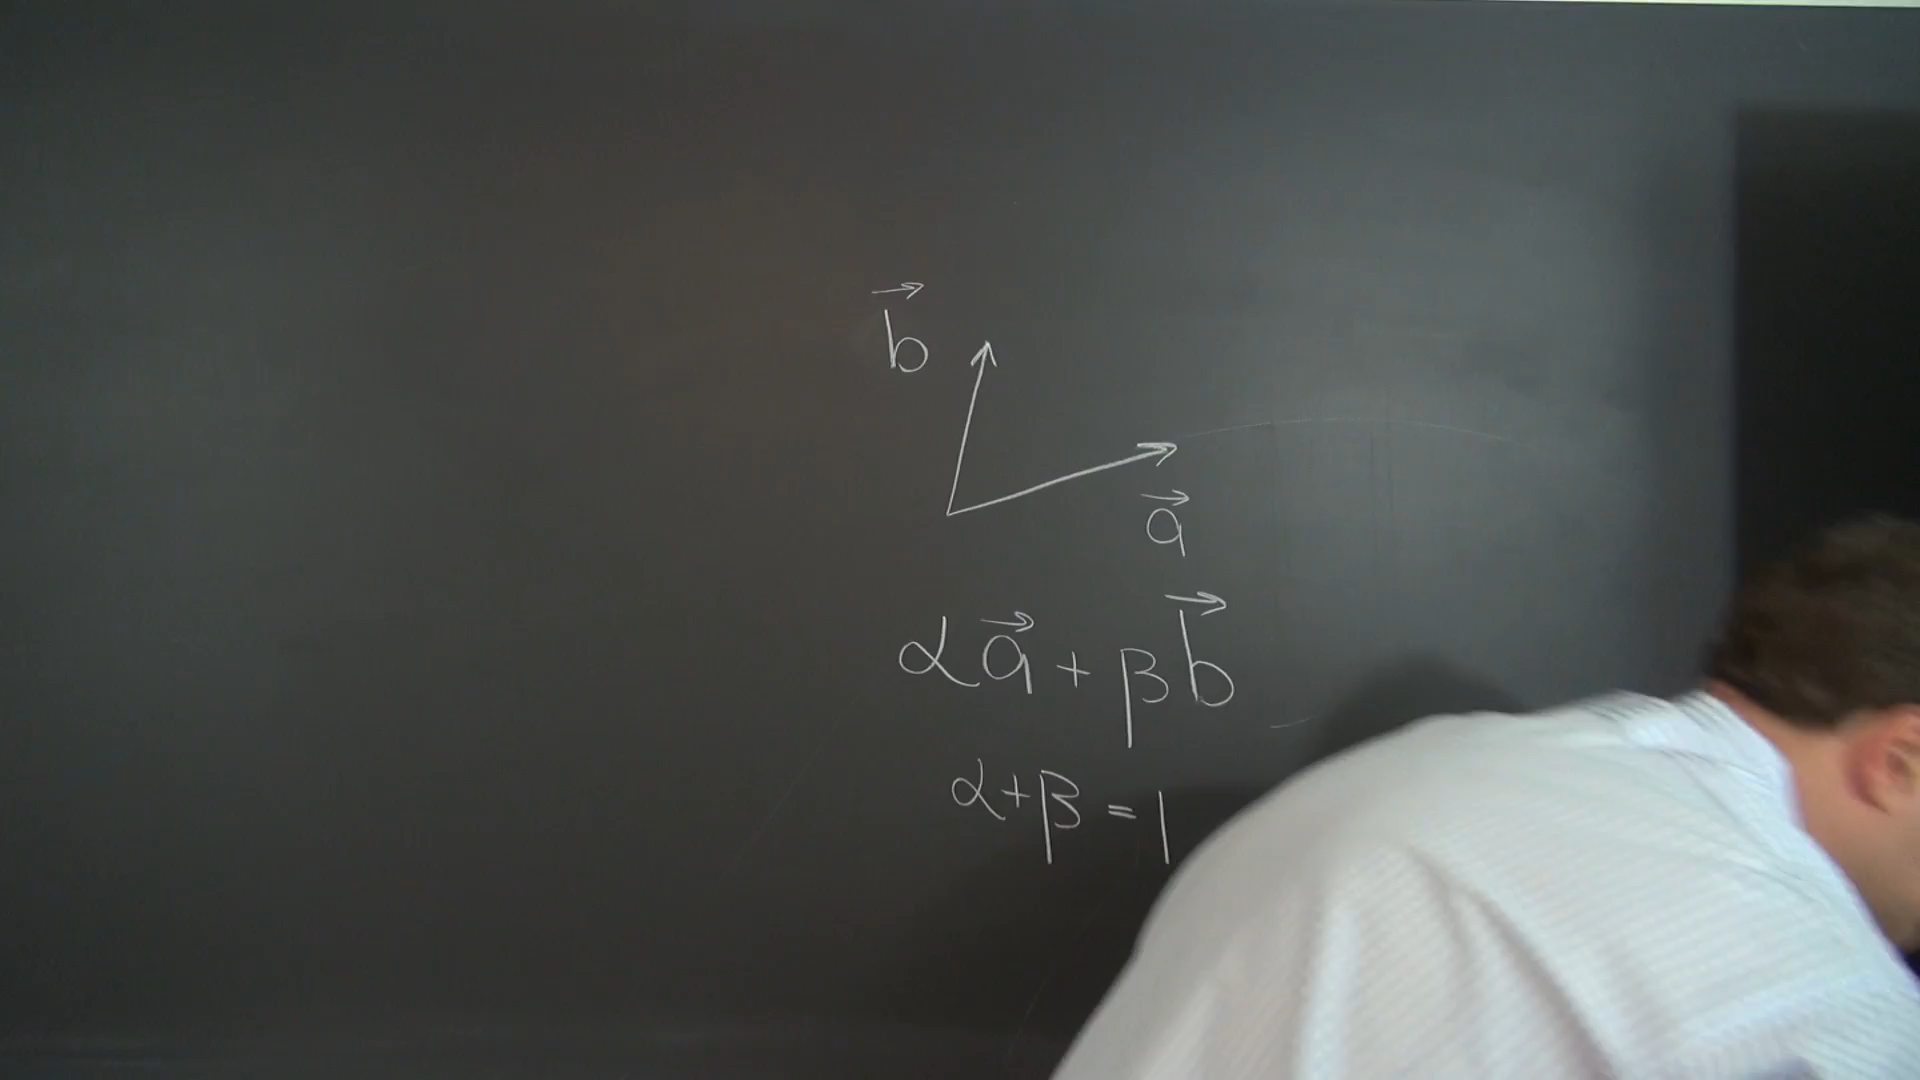 b⃗
a⃗
αa⃗ + βb⃗
α+β = 1